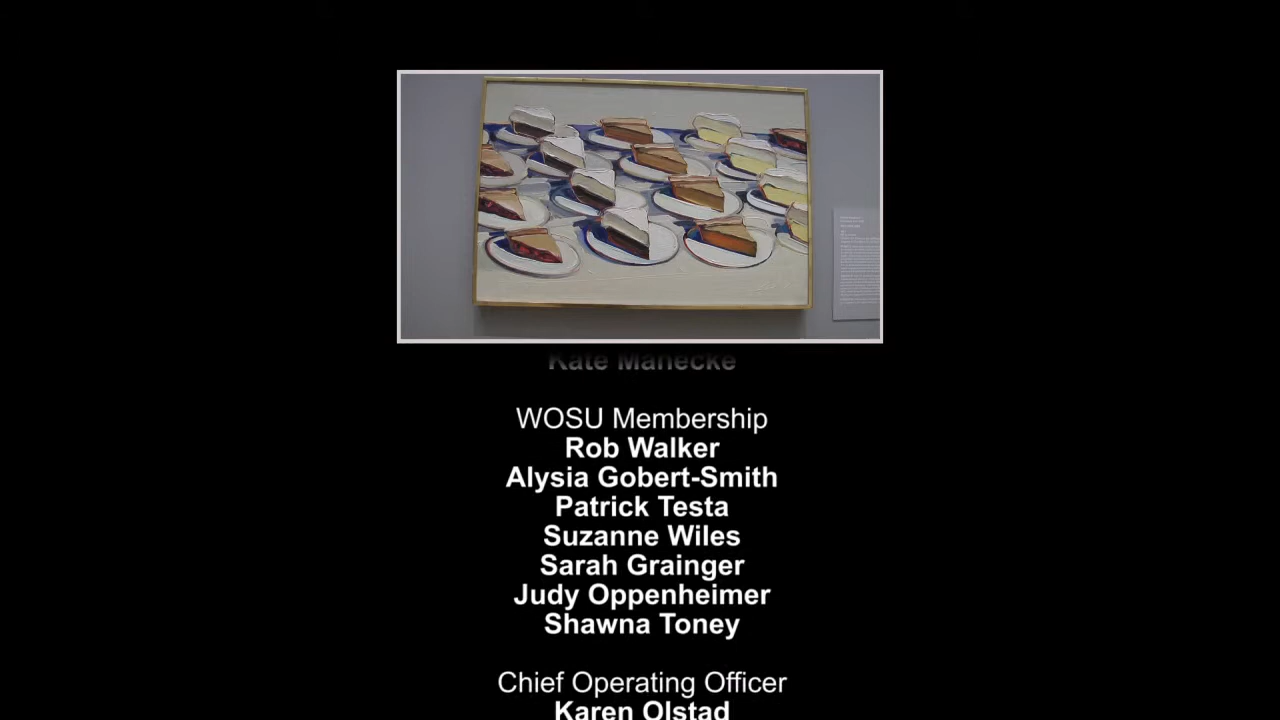 Kate Manecke
WOSU Membership
Rob Walker
Alysia Gobert-Smith
Patrick Testa
Suzanne Wiles
Sarah Grainger
Judy Oppenheimer
Shawna Toney
Chief Operating Officer
Karen Olstad